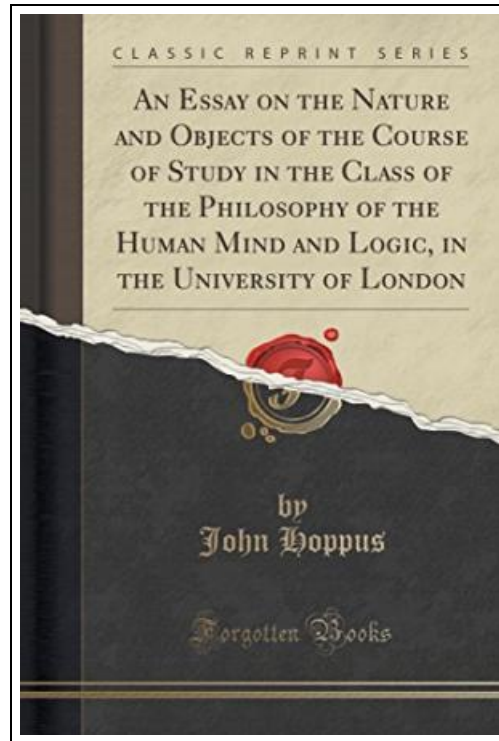 CLASSIC REPRINT SERIES
AN ESSAY ON THE NATURE
AND OBJECTS OF THE COURSE
OF STUDY IN THE CLASS OF
THE PHILOSOPHY OF THE
HUMAN MIND AND LOGIC, IN
THE UNIVERSITY OF LONDON
by
John Hoppus
Forgotten Books